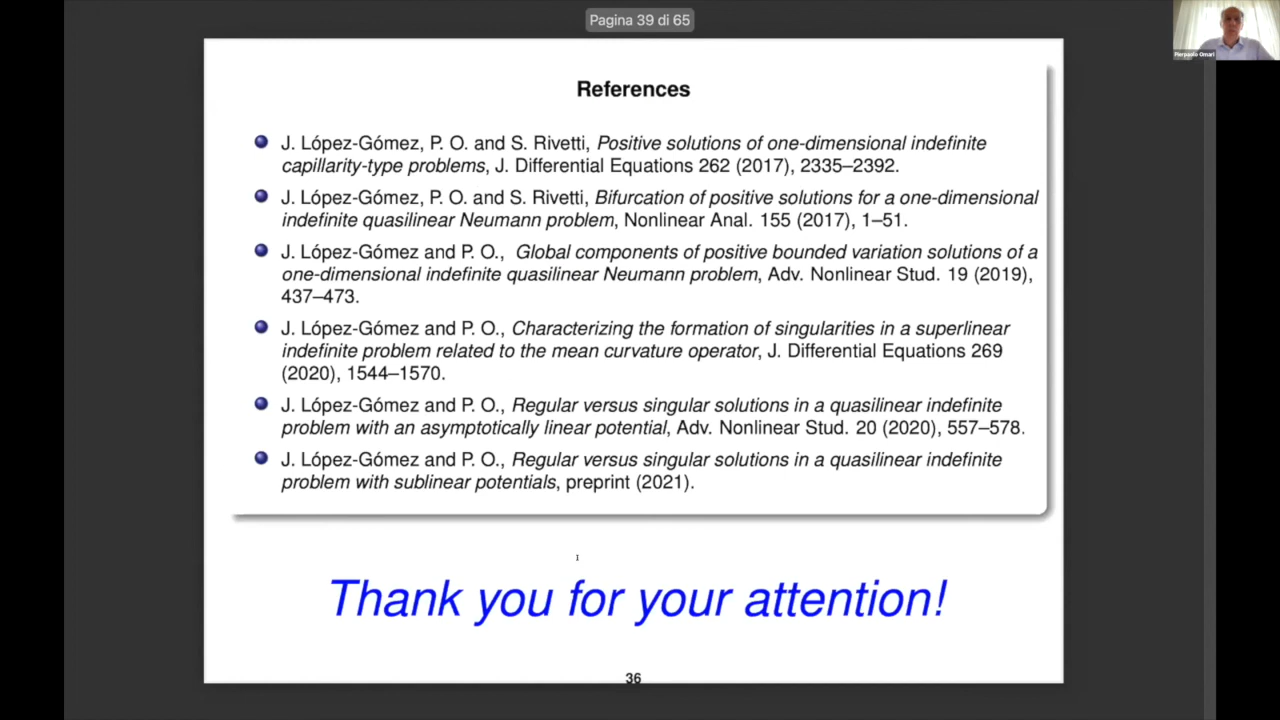 Pagina 39 di 65
Pierpaolo Omari
References
J. López-Gómez, P. O. and S. Rivetti, Positive solutions of one-dimensional indefinite
capillarity-type problems, J. Differential Equations 262 (2017), 2335–2392.
J. López-Gómez, P. O. and S. Rivetti, Bifurcation of positive solutions for a one-dimensional
indefinite quasilinear Neumann problem, Nonlinear Anal. 155 (2017), 1–51.
J. López-Gómez and P. O., Global components of positive bounded variation solutions of a
one-dimensional indefinite quasilinear Neumann problem, Adv. Nonlinear Stud. 19 (2019),
437–473.
J. López-Gómez and P. O., Characterizing the formation of singularities in a superlinear
indefinite problem related to the mean curvature operator, J. Differential Equations 269
(2020), 1544–1570.
J. López-Gómez and P. O., Regular versus singular solutions in a quasilinear indefinite
problem with an asymptotically linear potential, Adv. Nonlinear Stud. 20 (2020), 557–578.
J. López-Gómez and P. O., Regular versus singular solutions in a quasilinear indefinite
problem with sublinear potentials, preprint (2021).
Thank you for your attention!
36